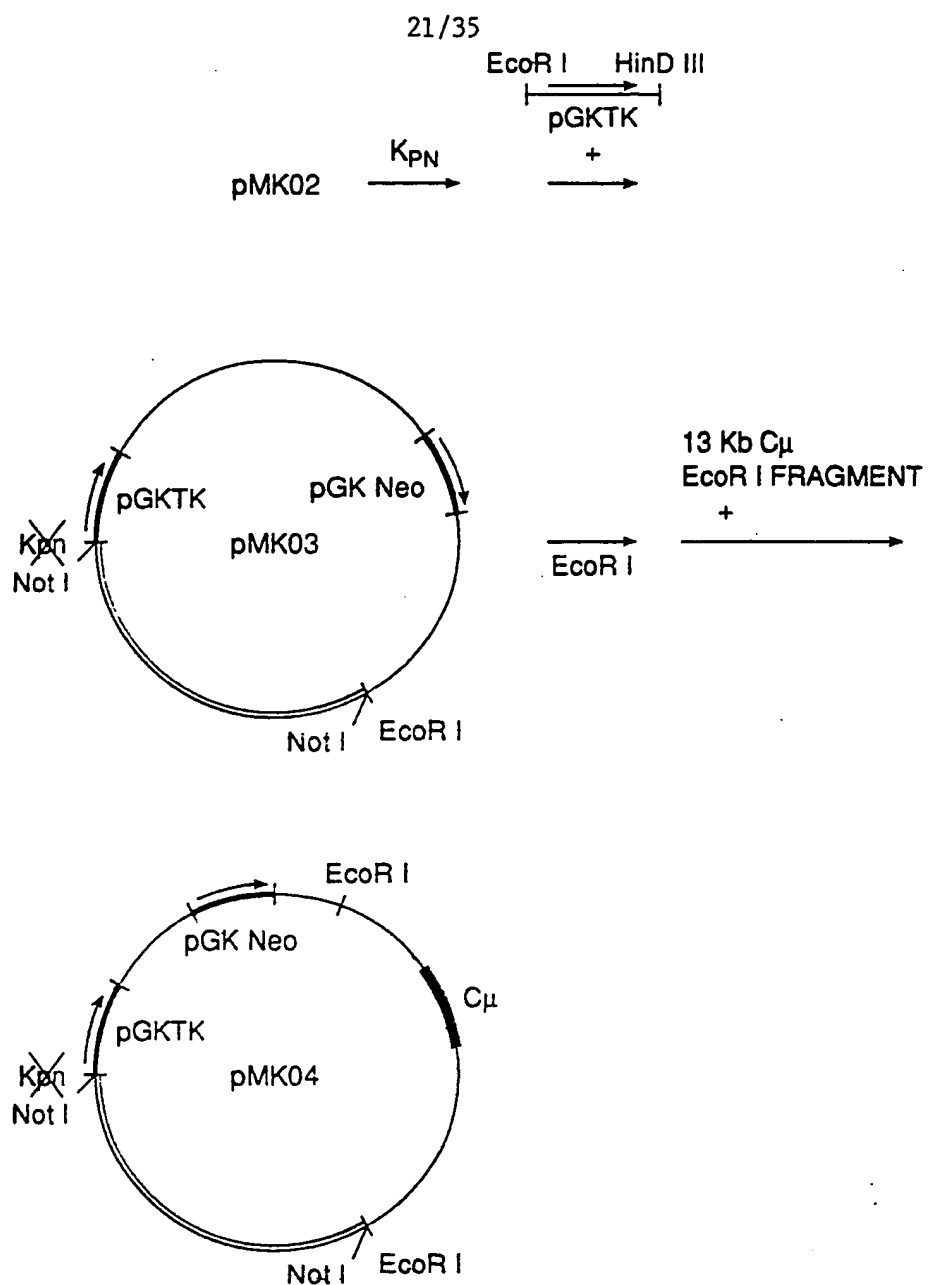 21/35
EcoR I HinD III
pGKTK
+
pMK02
KPN
pGKTK
pGK Neo
Kpn
Not I
pMK03
Not I
EcoR I
EcoR I
13 Kb Cμ
EcoR I FRAGMENT
+
EcoR I
pGK Neo
pGKTK
Cμ
Kpn
Not I
pMK04
Not I
EcoR I